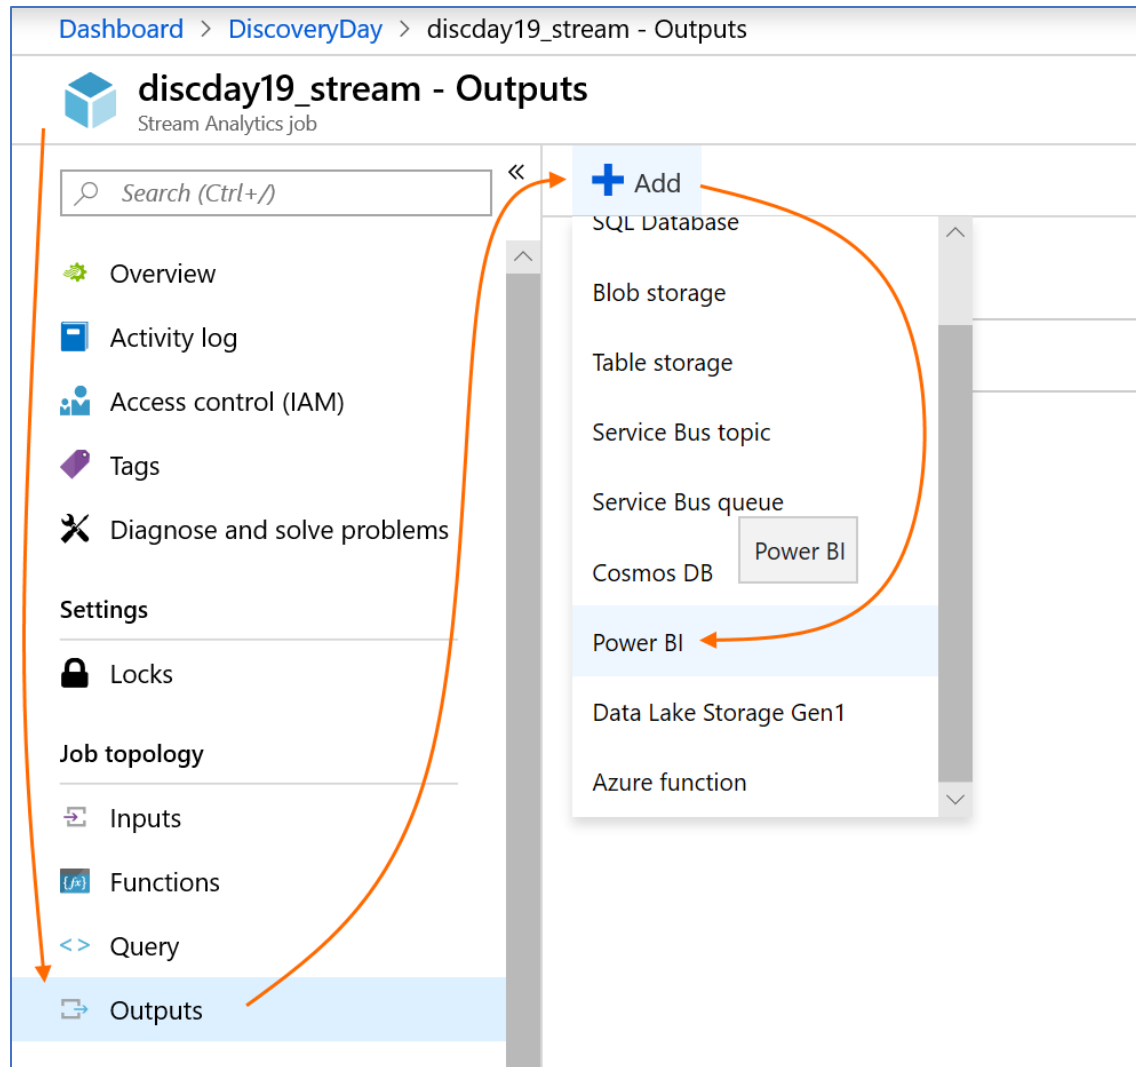 Dashboard > DiscoveryDay > discday19_stream - Outputs
discday19_stream - Outputs
Stream Analytics job
Search (Ctrl+/)
«
Overview
Activity log
Access control (IAM)
Tags
Diagnose and solve problems
Settings
Locks
Job topology
Inputs
Functions
Query
Outputs
Add
SQL Database
Blob storage
Table storage
Service Bus topic
Service Bus queue
Power BI
Cosmos DB
Power BI
Data Lake Storage Gen1
Azure function